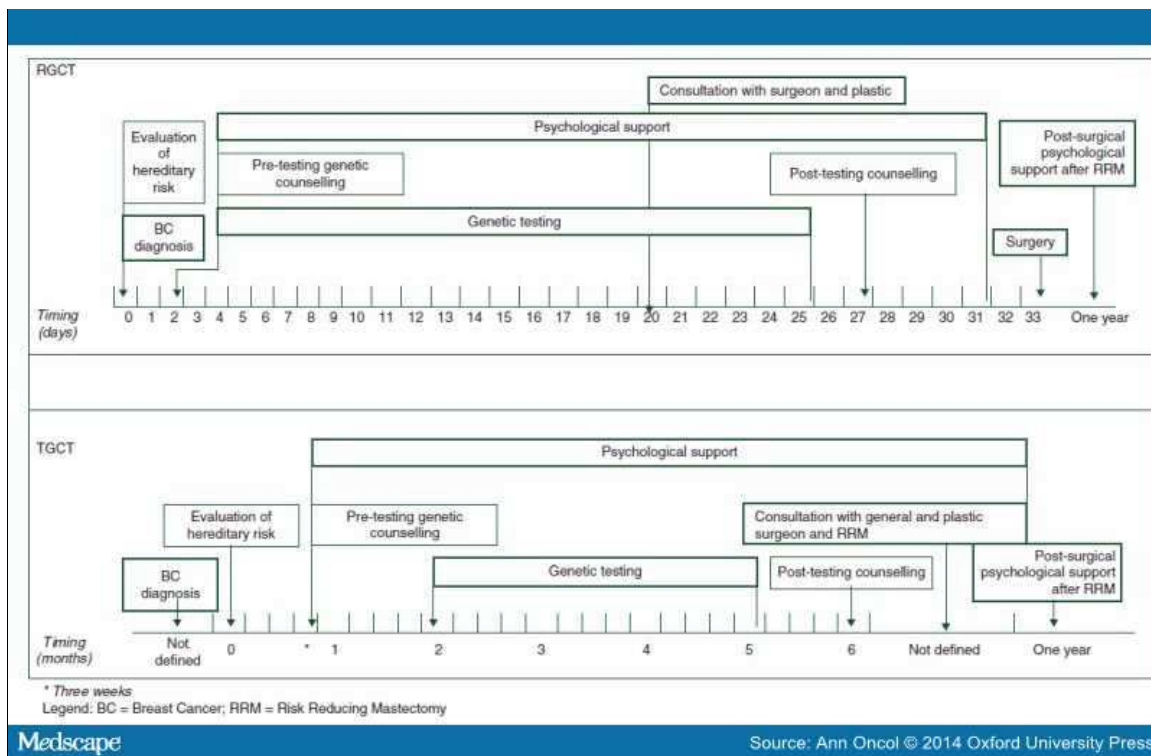 RGCT
Consultation with surgeon and plastic
Psychological support
Evaluation
of
hereditary
risk
Pre-testing genetic
counselling
Post-testing counselling
Post-surgical
psychological
support after RRM
BC
diagnosis
Genetic testing
Surgery
Timing
(days)
0 1 2 3 4 5 6 7 8 9 10 11 12 13 14 15 16 17 18 19 20 21 22 23 24 25 26 27 28 29 30 31 32 33 One year
TGCT
Psychological support
Evaluation of
hereditary risk
Pre-testing genetic
counselling
Consultation with general and plastic
surgeon and RRM
BC
diagnosis
Genetic testing
Post-testing counselling
Post-surgical
psychological support
after RRM
Timing
(months)
Not
defined
0 * 1 2 3 4 5 6 Not defined One year
* Three weeks
Legend: BC = Breast Cancer; RRM = Risk Reducing Mastectomy
Medscape
Source: Ann Oncol © 2014 Oxford University Press